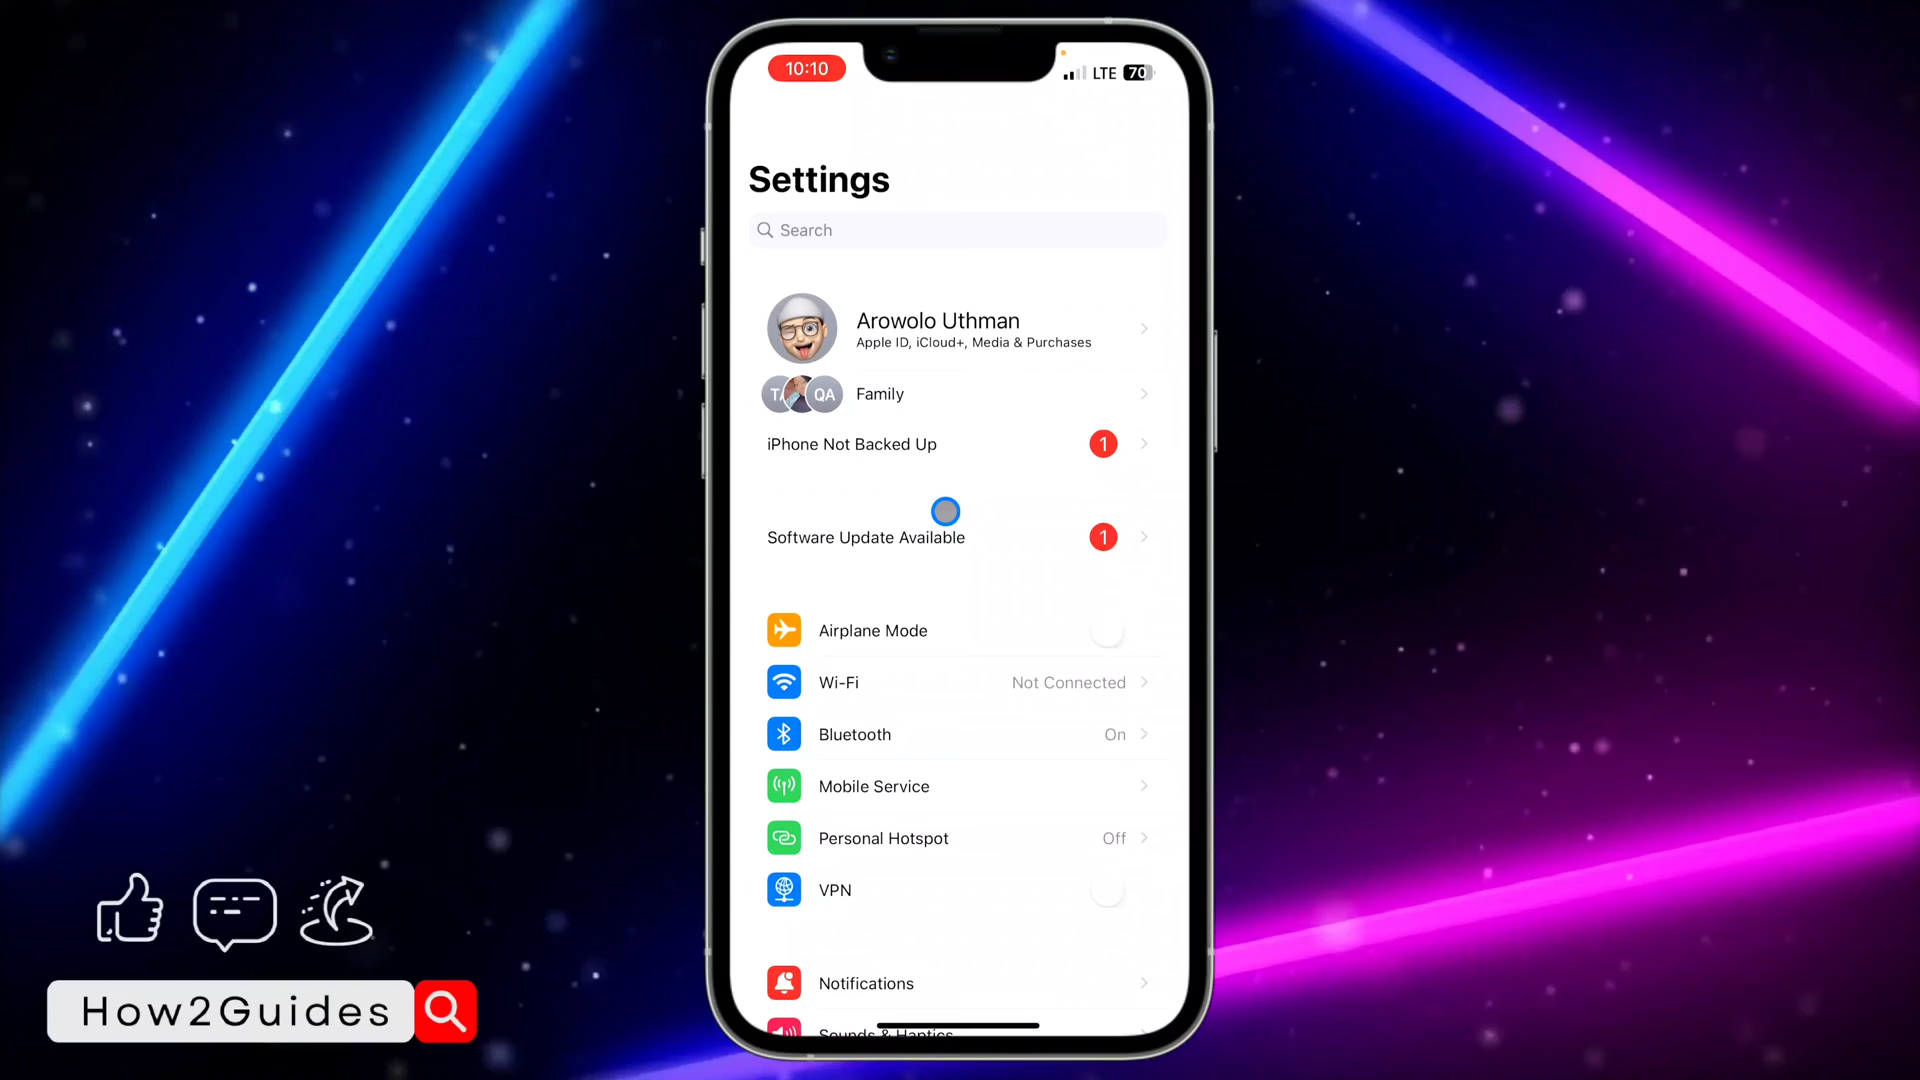 10:10
LTE 70
Settings
Search
Arowolo Uthman
Apple ID, iCloud+, Media & Purchases
QA
Family
iPhone Not Backed Up 1
Software Update Available 1
Airplane Mode
Wi-Fi Not Connected
Bluetooth On
Mobile Service
Personal Hotspot Off
VPN
Notifications
Sounds & Haptics
How2Guides